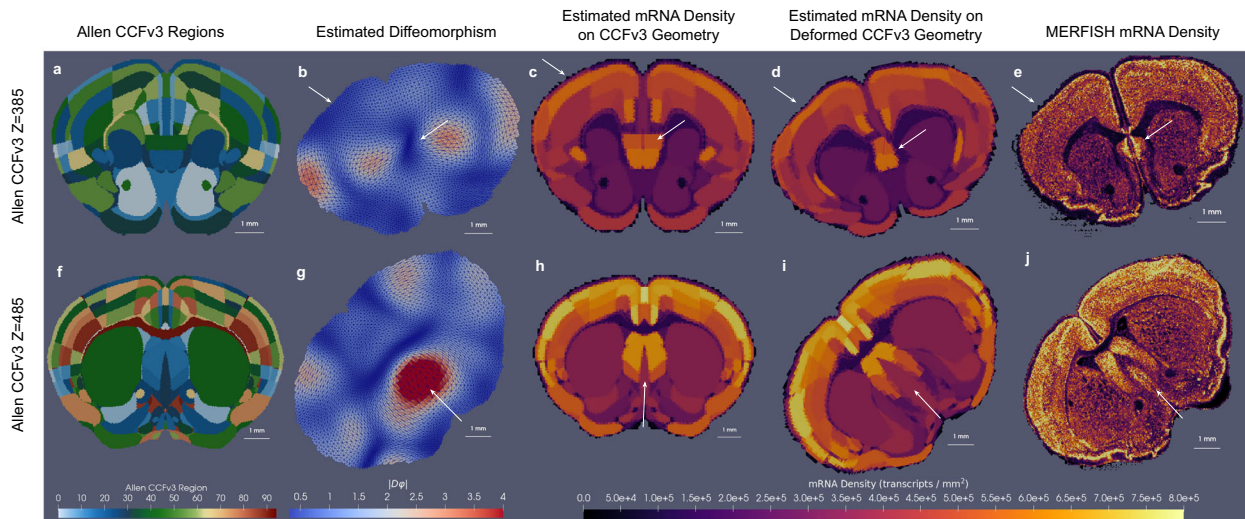 Allen CCFv3 Regions
Estimated Diffeomorphism
Estimated mRNA Density
on CCFv3 Geometry
Estimated mRNA Density on
Deformed CCFv3 Geometry
MERFISH mRNA Density
Allen CCFv3 Z=385
a
b
c
d
e
1 mm
1 mm
1 mm
1 mm
1 mm
Allen CCFv3 Z=485
f
g
h
i
j
1 mm
1 mm
1 mm
1 mm
1 mm
Allen CCFv3 Region
0 10 20 30 40 50 60 70 80 90
|Dφ|
0.5 1 1.5 2 2.5 3 3.5 4
mRNA Density (transcripts / mm²)
0.0 5.0e+4 1.0e+5 1.5e+5 2.0e+5 2.5e+5 3.0e+5 3.5e+5 4.0e+5 4.5e+5 5.0e+5 5.5e+5 6.0e+5 6.5e+5 7.0e+5 7.5e+5 8.0e+5